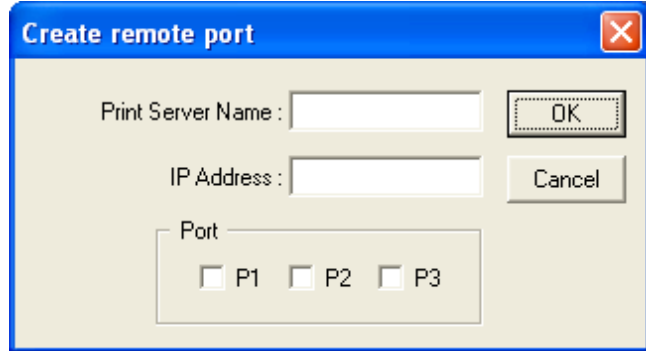 Create remote port
Print Server Name :
OK
IP Address :
Cancel
Port
P1 P2 P3